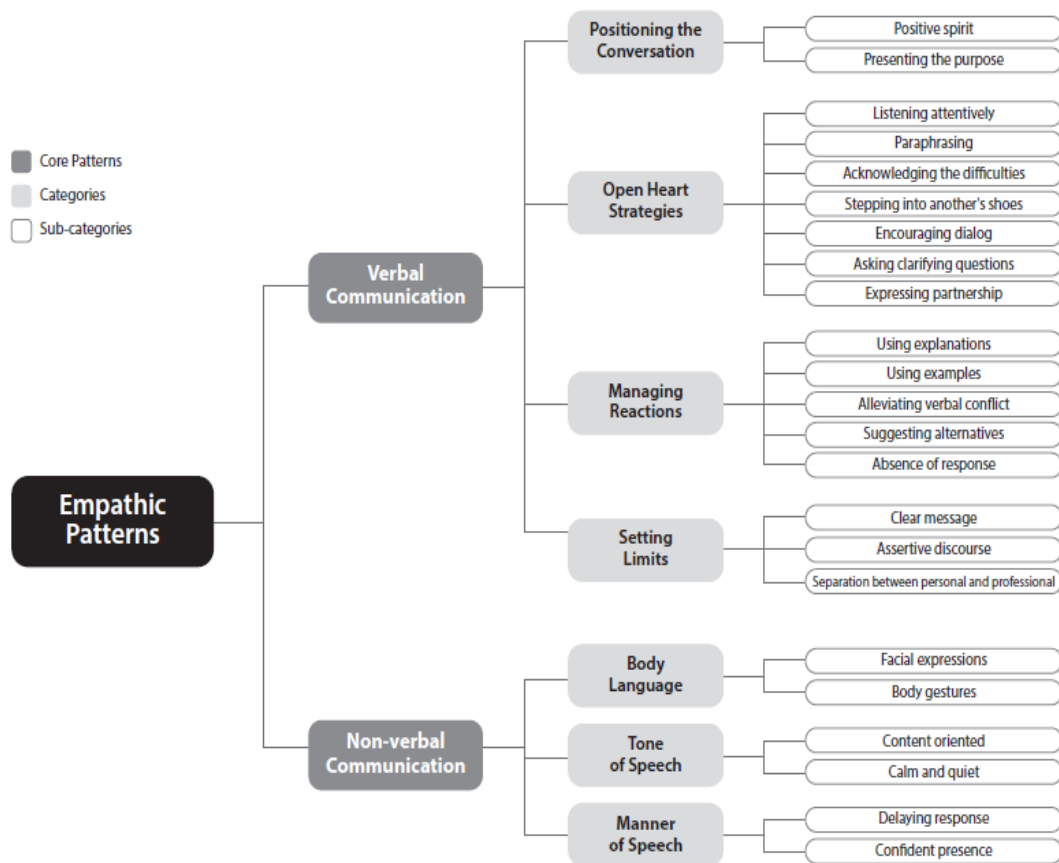 Core Patterns
Categories
Sub-categories
Empathic
Patterns
Verbal
Communication
Positioning the
Conversation
Positive spirit
Presenting the purpose
Open Heart
Strategies
Listening attentively
Paraphrasing
Acknowledging the difficulties
Stepping into another's shoes
Encouraging dialog
Asking clarifying questions
Expressing partnership
Managing
Reactions
Using explanations
Using examples
Alleviating verbal conflict
Suggesting alternatives
Absence of response
Setting
Limits
Clear message
Assertive discourse
Separation between personal and professional
Non-verbal
Communication
Body
Language
Facial expressions
Body gestures
Tone
of Speech
Content oriented
Calm and quiet
Manner
of Speech
Delaying response
Confident presence